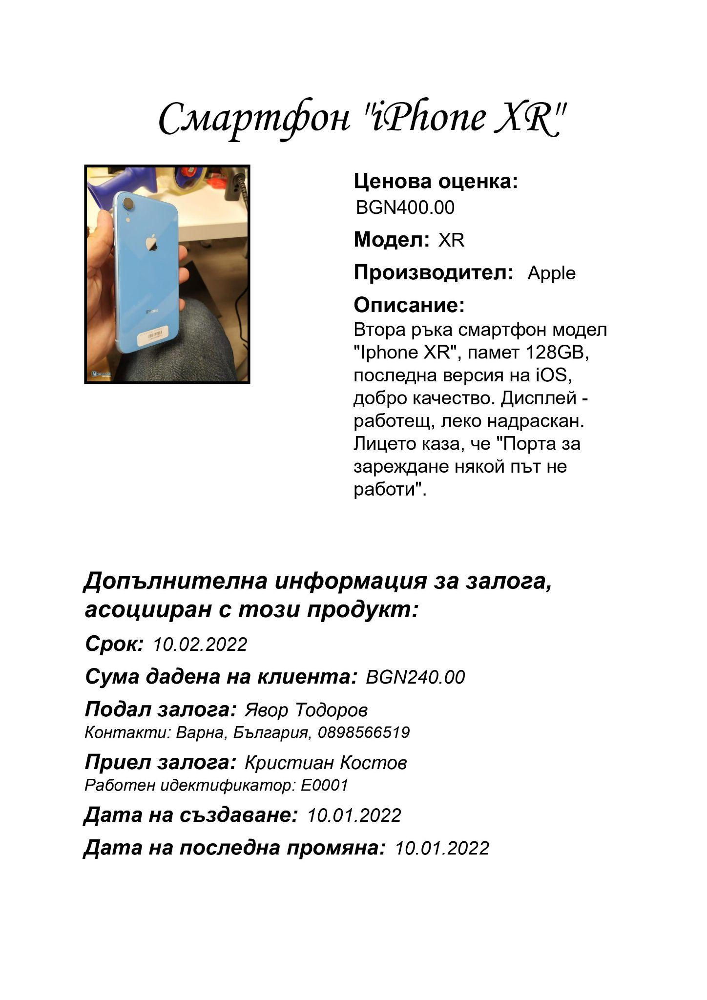 Смартфон "iPhone XR"
Ценова оценка:
BGN400.00
Модел: XR
Производител: Apple
Описание:
Втора ръка смартфон модел
"Iphone XR", памет 128GB,
последна версия на iOS,
добро качество. Дисплей -
работещ, леко надраскан.
Лицето каза, че "Порта за
зареждане някой път не
работи".
iPhone
Допълнителна информация за залога,
асоцииран с този продукт:
Срок: 10.02.2022
Сума дадена на клиента: BGN240.00
Подал залога: Явор Тодоров
Контакти: Варна, България, 0898566519
Приел залога: Кристиан Костов
Работен идектификатор: E0001
Дата на създаване: 10.01.2022
Дата на последна промяна: 10.01.2022